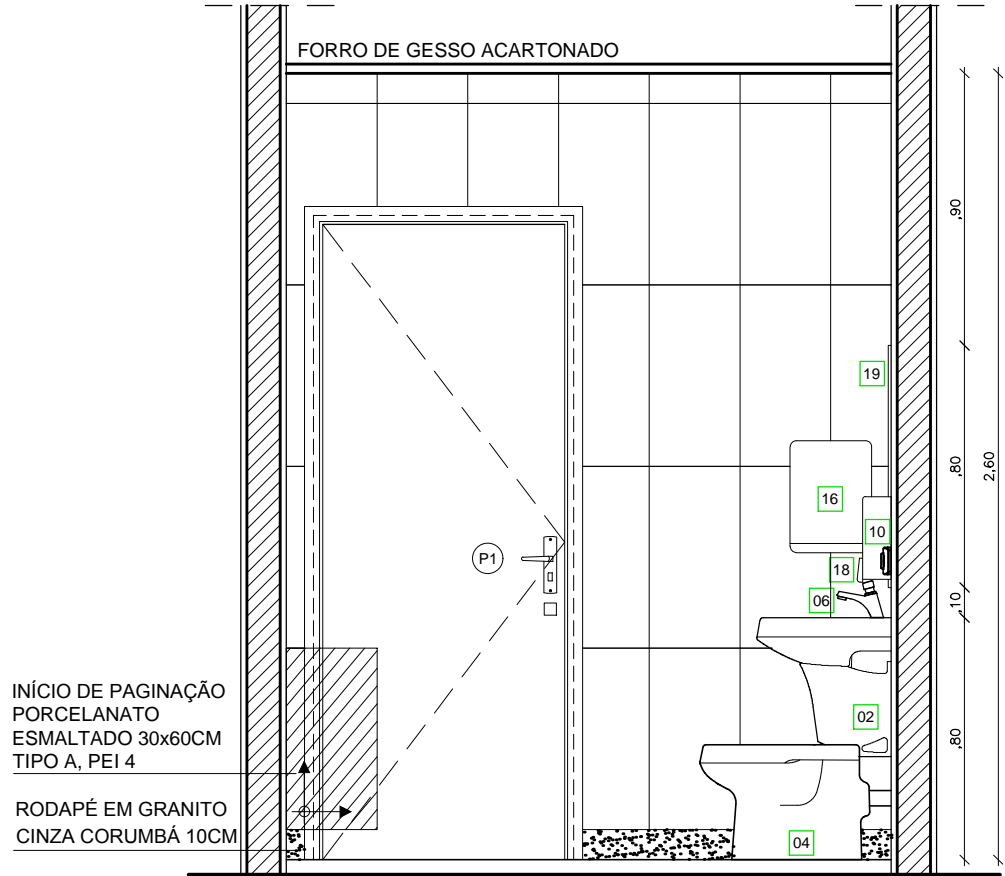 FORRO DE GESSO ACARTONADO
,90
19
,80
2,60
16
10
P1
18
06
,10
INÍCIO DE PAGINAÇÃO
PORCELANATO
ESMALTADO 30x60CM
TIPO A, PEI 4
02
,80
RODAPÉ EM GRANITO
CINZA CORUMBÁ 10CM
04